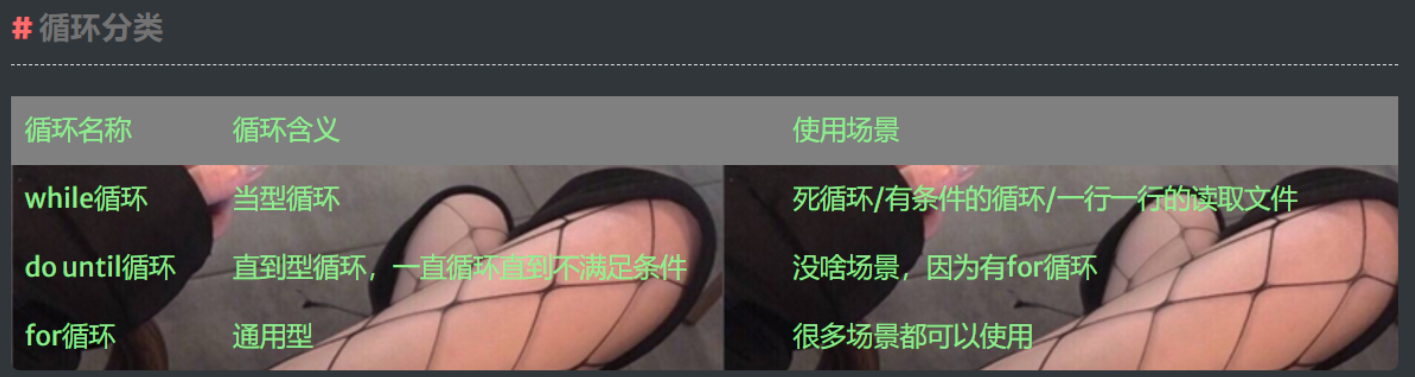 # 循环分类
循环名称 循环含义 使用场景
while循环 当型循环 死循环/有条件的循环/一行一行的读取文件
do until循环 直到型循环，一直循环直到不满足条件 没啥场景，因为有for循环
for循环 通用型 很多场景都可以使用